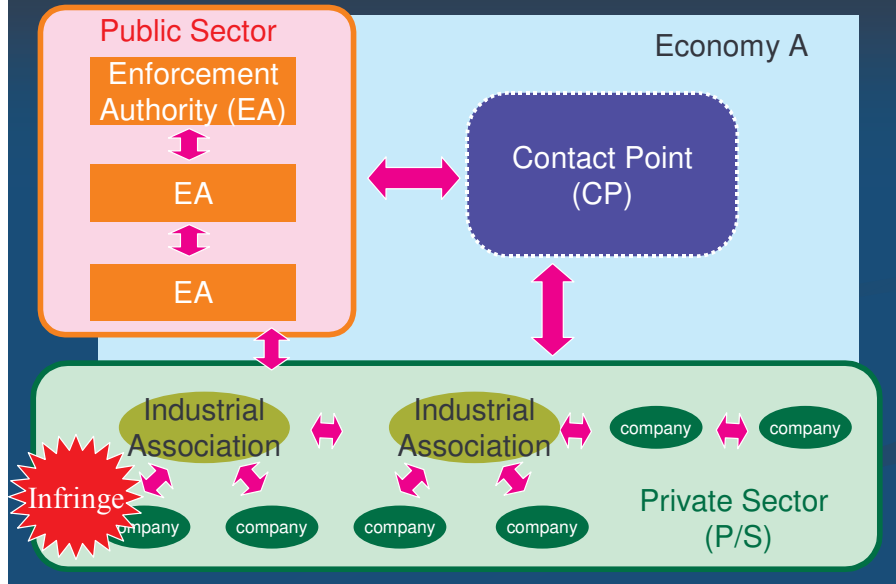 Public Sector
Economy A
Enforcement
Authority (EA)
EA
EA
Contact Point
(CP)
Industrial
Association
Industrial
Association
company
company
Infringe
company
company
company
company
Private Sector
(P/S)